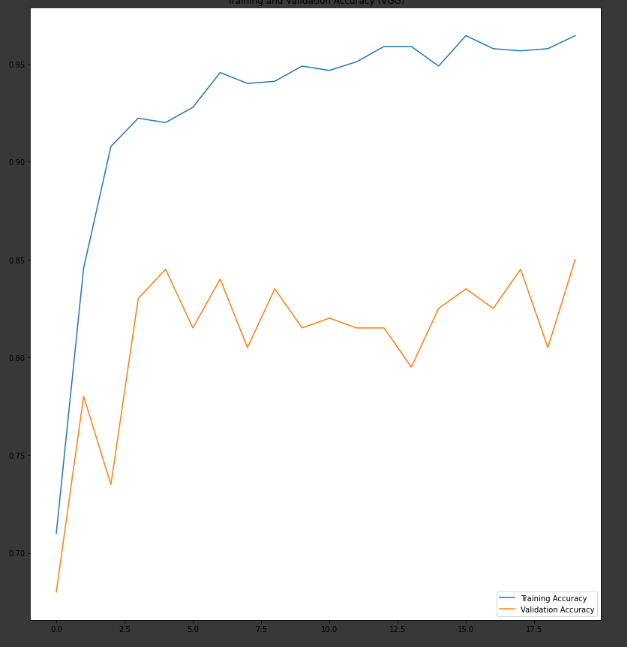 Training and Validation Accuracy (VGG)
0.95
0.90
0.85
0.80
0.75
0.70
Training Accuracy
Validation Accuracy
0.0 2.5 5.0 7.5 10.0 12.5 15.0 17.5